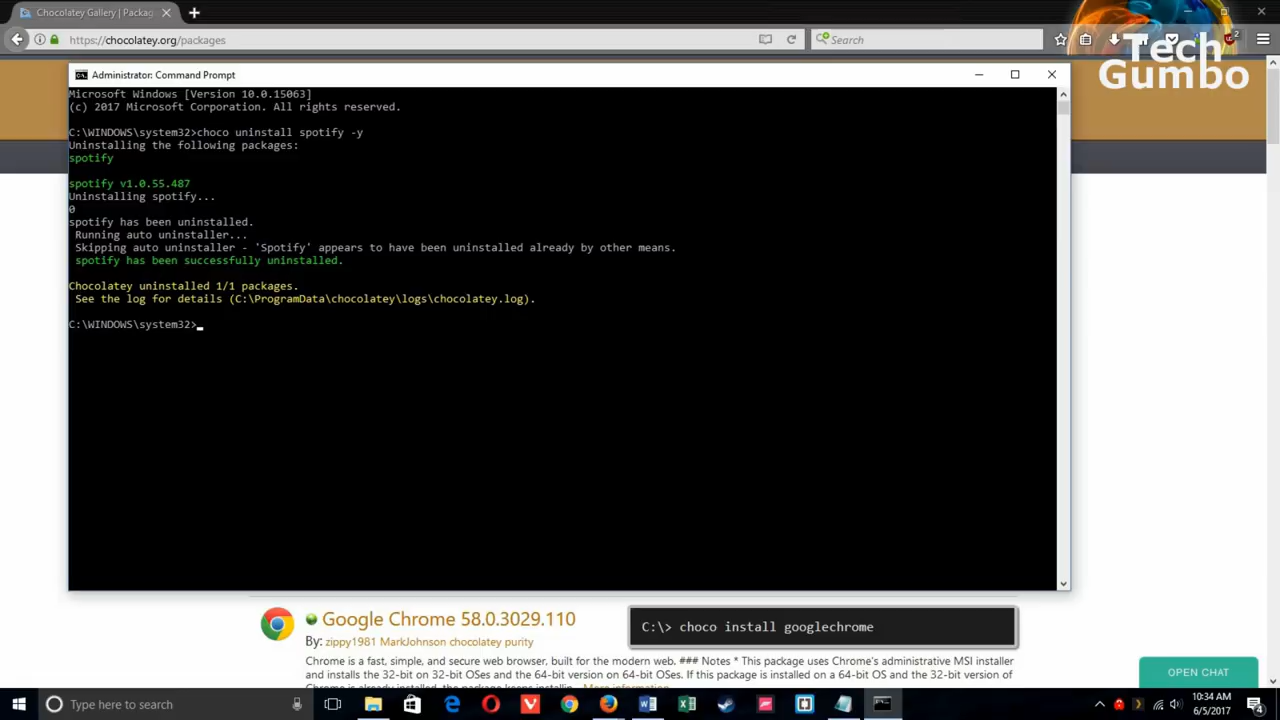 Chocolatey Gallery | Packag
https://chocolatey.org/packages
Search
2
Tech
Gumbo
Administrator: Command Prompt
Microsoft Windows [Version 10.0.15063]
(c) 2017 Microsoft Corporation. All rights reserved.
C:\WINDOWS\system32>choco uninstall spotify -y
Uninstalling the following packages:
spotify
spotify v1.0.55.487
Uninstalling spotify...
0
spotify has been uninstalled.
Running auto uninstaller...
Skipping auto uninstaller - 'Spotify' appears to have been uninstalled already by other means.
spotify has been successfully uninstalled.
Chocolatey uninstalled 1/1 packages.
See the log for details (C:\ProgramData\chocolatey\logs\chocolatey.log).
C:\WINDOWS\system32>
Google Chrome 58.0.3029.110
C:\> choco install googlechrome
By: zippy1981 MarkJohnson chocolatey purity
Chrome is a fast, simple, and secure web browser, built for the modern web. ### Notes * This package uses Chrome's administrative MSI installer
and installs the 32-bit on 32-bit OSes and the 64-bit version on 64-bit OSes. If this package is installed on a 64-bit OS and the 32-bit version of
Chrome is already installed, the package keeps installin... More information
OPEN CHAT
Type here to search
10:34 AM
6/5/2017
4